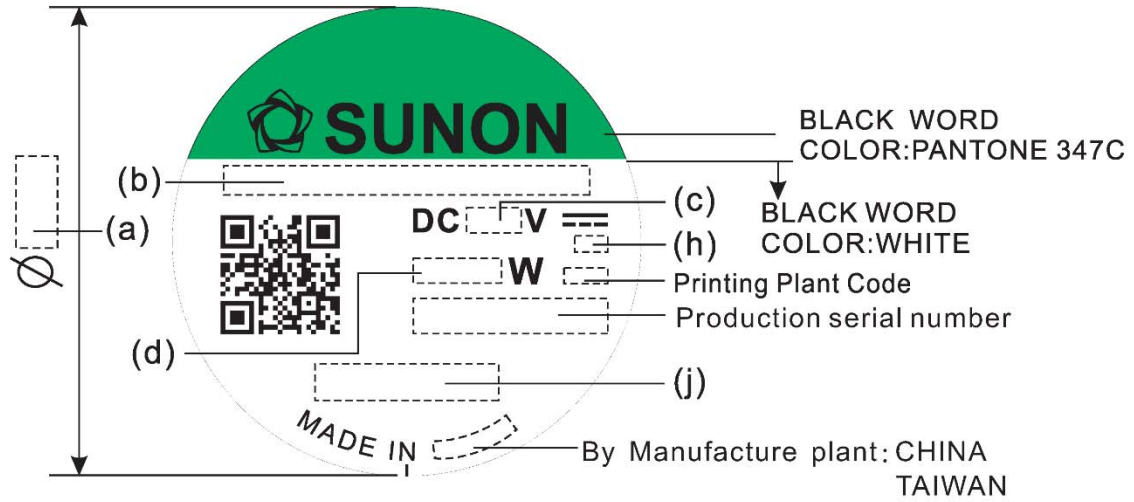 SUNON
BLACK WORD
COLOR:PANTONE 347C
(b)
(c)
DC V
BLACK WORD
COLOR:WHITE
(a)
(h)
Ø
W
Printing Plant Code
Production serial number
(d)
(j)
MADE IN
By Manufacture plant: CHINA
TAIWAN